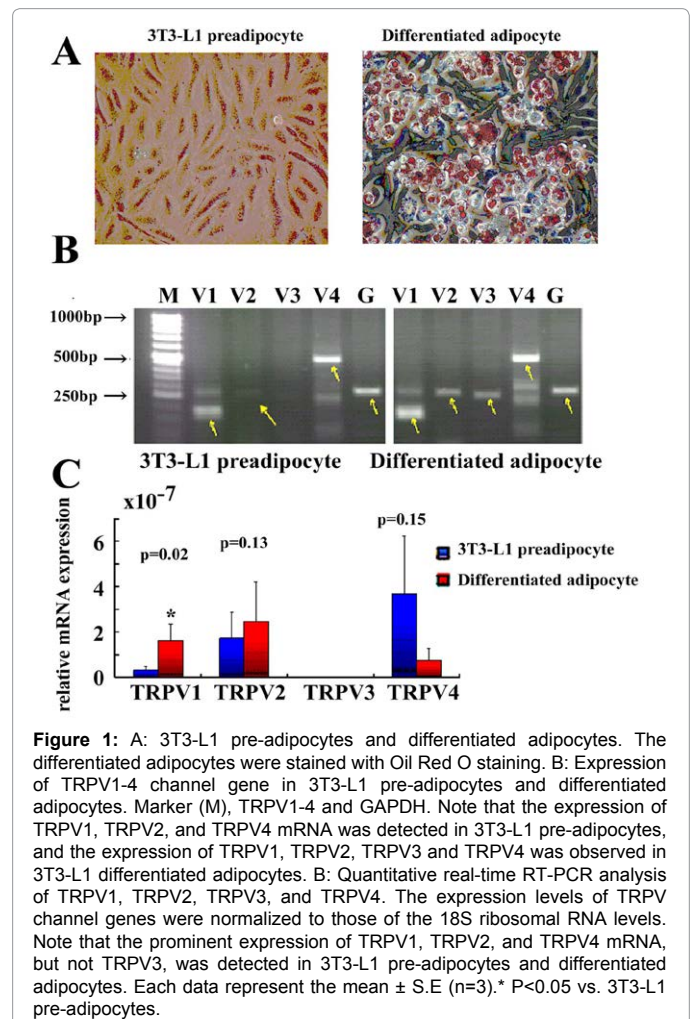 3T3-L1 preadipocyte Differentiated adipocyte
A
B
M V1 V2 V3 V4 G V1 V2 V3 V4 G
1000bp →
500bp →
250bp →
3T3-L1 preadipocyte Differentiated adipocyte
C
x10-7
relative mRNA expression
6
4
2
0
p=0.02
p=0.13
p=0.15
*
3T3-L1 preadipocyte
Differentiated adipocyte
TRPV1 TRPV2 TRPV3 TRPV4
Figure 1: A: 3T3-L1 pre-adipocytes and differentiated adipocytes. The
differentiated adipocytes were stained with Oil Red O staining. B: Expression
of TRPV1-4 channel gene in 3T3-L1 pre-adipocytes and differentiated
adipocytes. Marker (M), TRPV1-4 and GAPDH. Note that the expression of
TRPV1, TRPV2, and TRPV4 mRNA was detected in 3T3-L1 pre-adipocytes,
and the expression of TRPV1, TRPV2, TRPV3 and TRPV4 was observed in
3T3-L1 differentiated adipocytes. B: Quantitative real-time RT-PCR analysis
of TRPV1, TRPV2, TRPV3, and TRPV4. The expression levels of TRPV
channel genes were normalized to those of the 18S ribosomal RNA levels.
Note that the prominent expression of TRPV1, TRPV2, and TRPV4 mRNA,
but not TRPV3, was detected in 3T3-L1 pre-adipocytes and differentiated
adipocytes. Each data represent the mean ± S.E (n=3).* P<0.05 vs. 3T3-L1
pre-adipocytes.